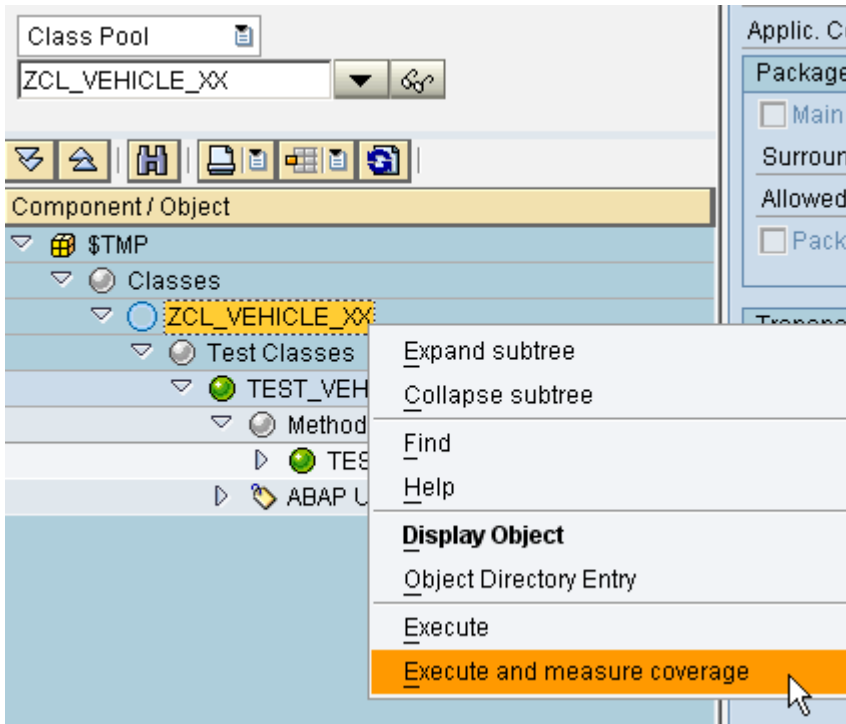 Class Pool
ZCL_VEHICLE_XX
Component / Object
$TMP
Classes
ZCL_VEHICLE_XX
Test Classes
TEST_VEH
Method
TES
ABAP U
Expand subtree
Collapse subtree
Find
Help
Display Object
Object Directory Entry
Execute
Execute and measure coverage
Applic. C
Package
Main
Surroun
Allowed
Pack